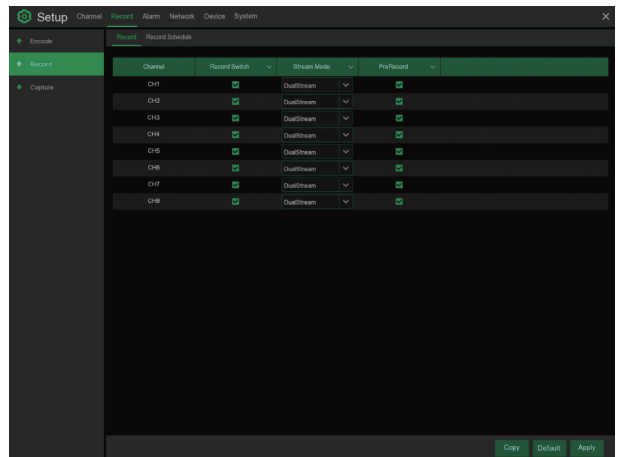 Setup Channel Record Alarm Network Device System
Encode
Record
Capture
Record Record Schedule
Channel Record Switch Stream Mode PreRecord
CH1 DualStream
CH2 DualStream
CH3 DualStream
CH4 DualStream
CH5 DualStream
CH6 DualStream
CH7 DualStream
CH8 DualStream
Copy Default Apply